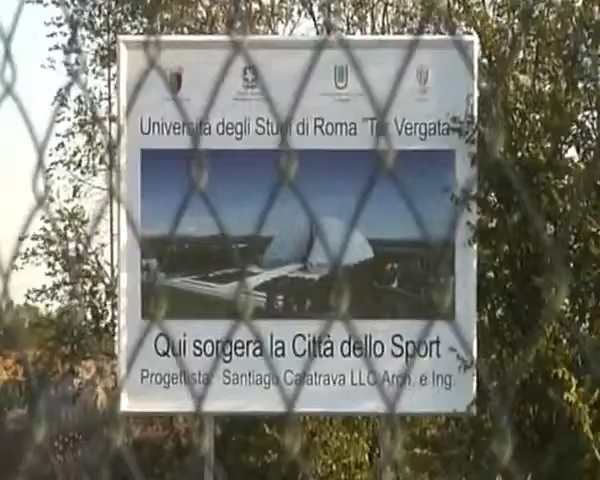 Università degli Studi di Roma "Tor Vergata"
Qui sorgerà la Città dello Sport
Progettista: Santiago Calatrava LLC Arch. e Ing.